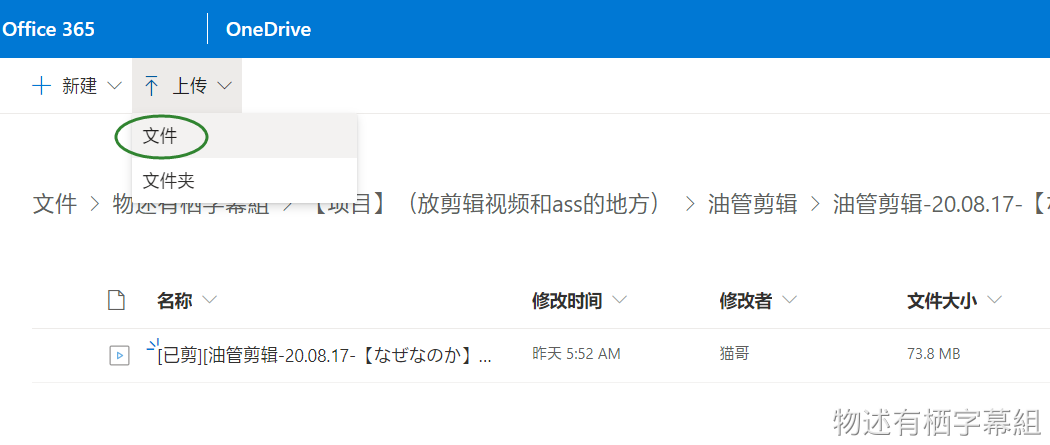 Office 365 OneDrive
新建 上传
文件
文件夹
文件 物述有栖字幕組 【项目】（放剪辑视频和ass的地方） 油管剪辑 油管剪辑-20.08.17-【な
名称 修改时间 修改者 文件大小
[已剪][油管剪辑-20.08.17-【なぜなのか】... 昨天 5:52 AM 猫哥 73.8 MB
物述有栖字幕組